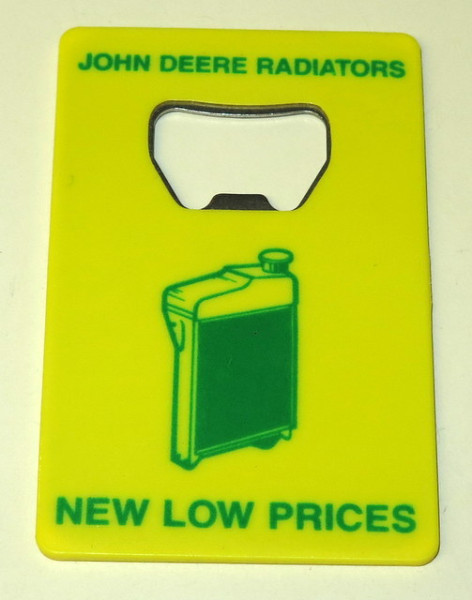 JOHN DEERE RADIATORS
NEW LOW PRICES